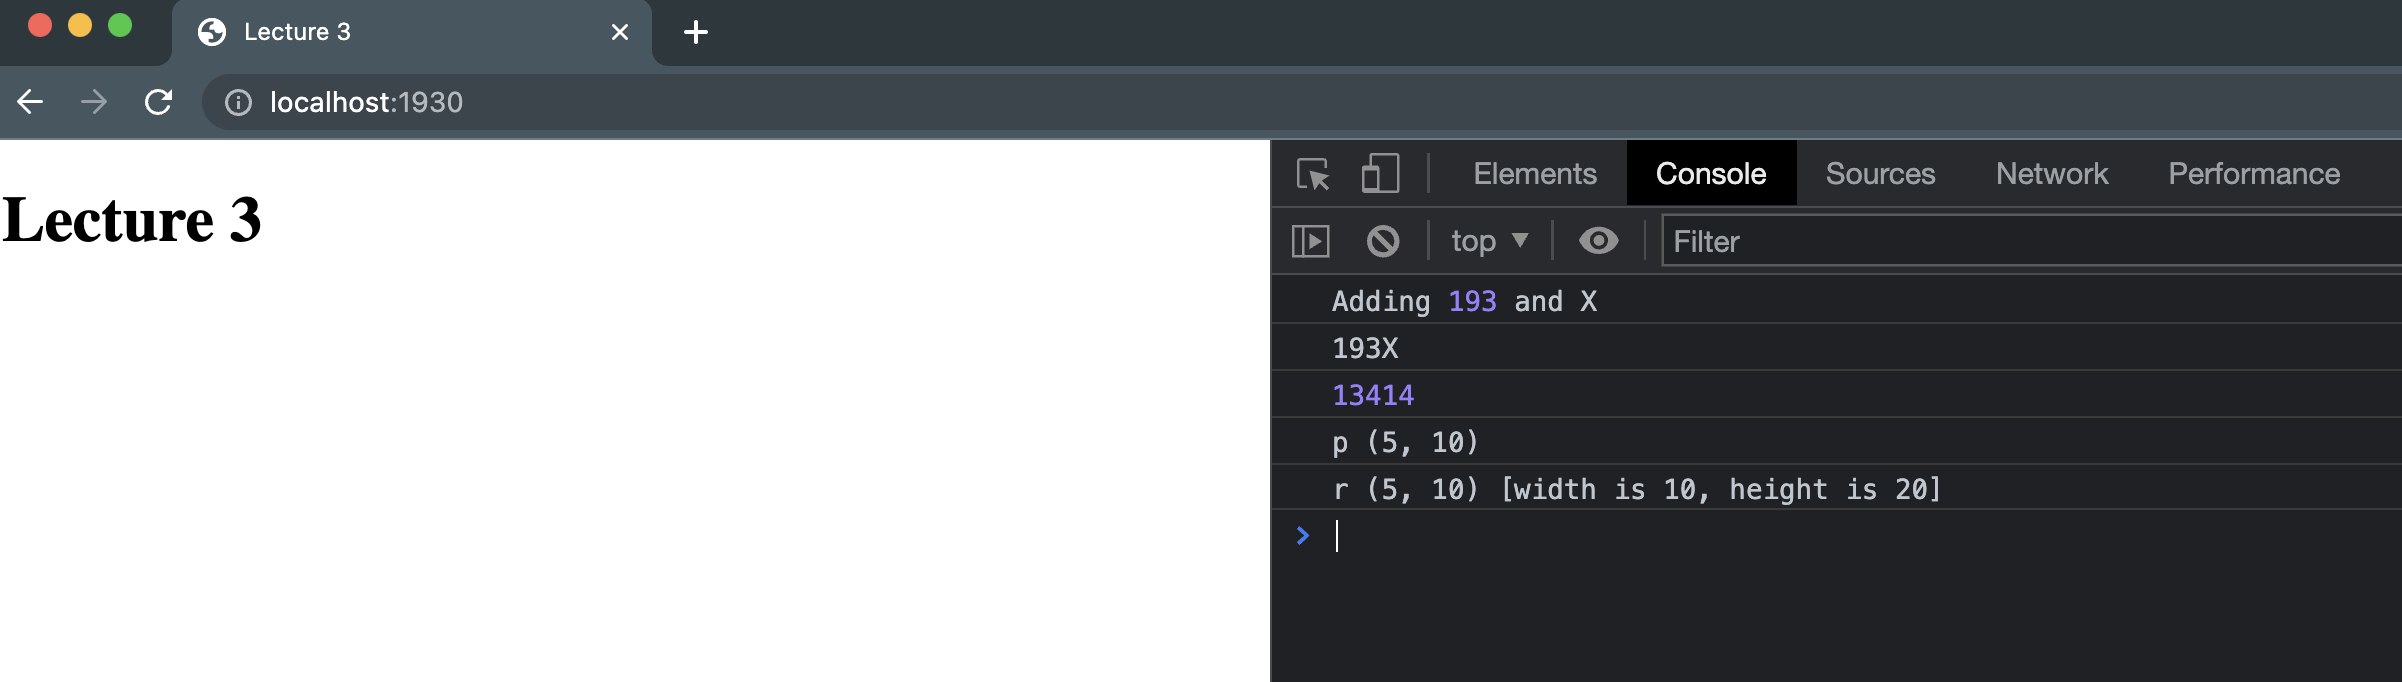 Lecture 3
localhost:1930
Lecture 3
Elements Console Sources Network Performance
top Filter
Adding 193 and X
193X
13414
p (5, 10)
r (5, 10) [width is 10, height is 20]